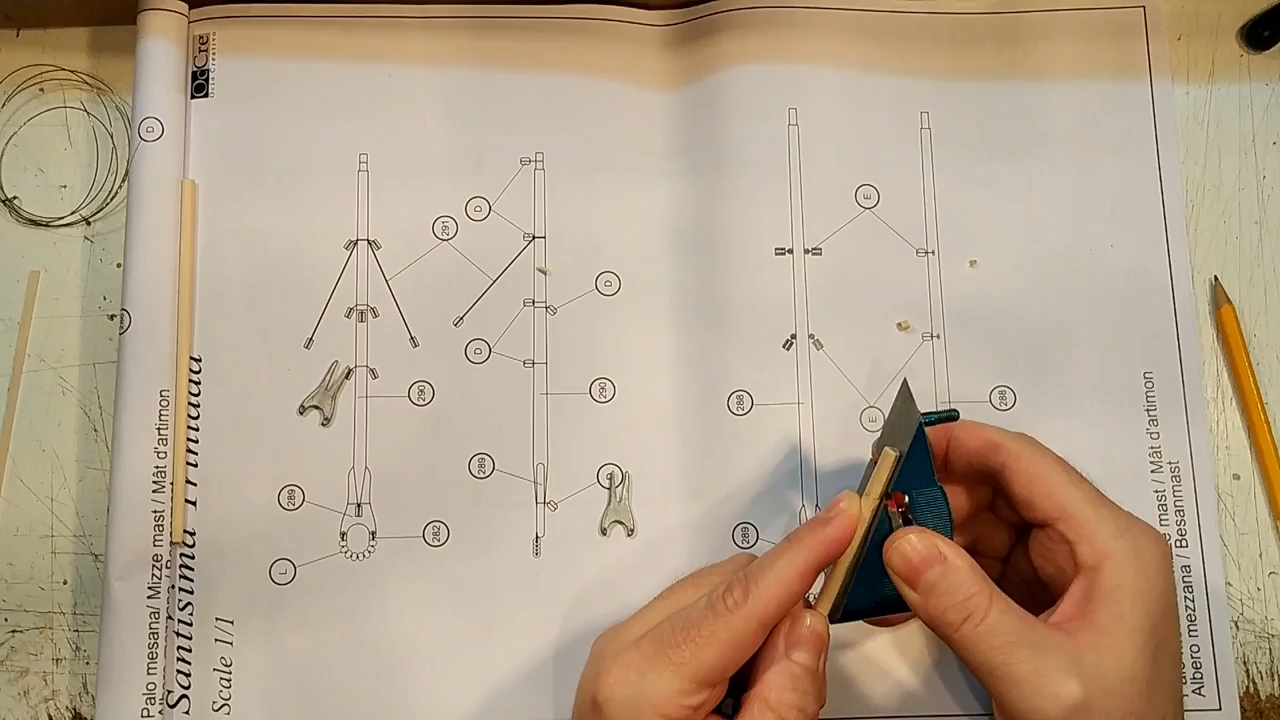 OcCre
Octo Creativo
Palo mesana/ Mizze mast / Mât d'artimon
Santísima Trinidad
Scale 1/1
D
291
D
D
D
290
290
289
289
282
L
E
E
288
288
289
mast / Mât d'artimon
Albero mezzana / Besanmast